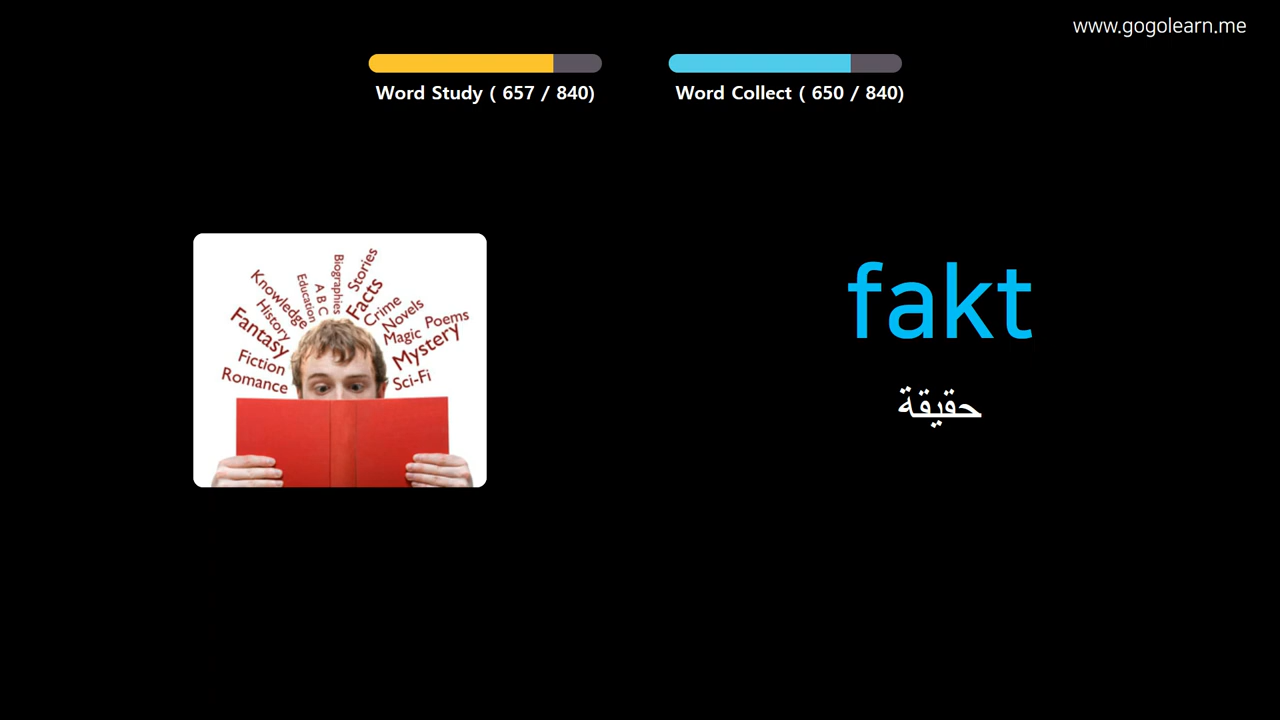 www.gogolearn.me
Word Study ( 657 / 840)
Word Collect ( 650 / 840)
Knowledge
History
Fantasy
Fiction
Romance
Education
A B C
Biographies
Stories
Facts
Crime
Novels
Magic
Poems
Mystery
Sci-Fi
fakt
حقيقة